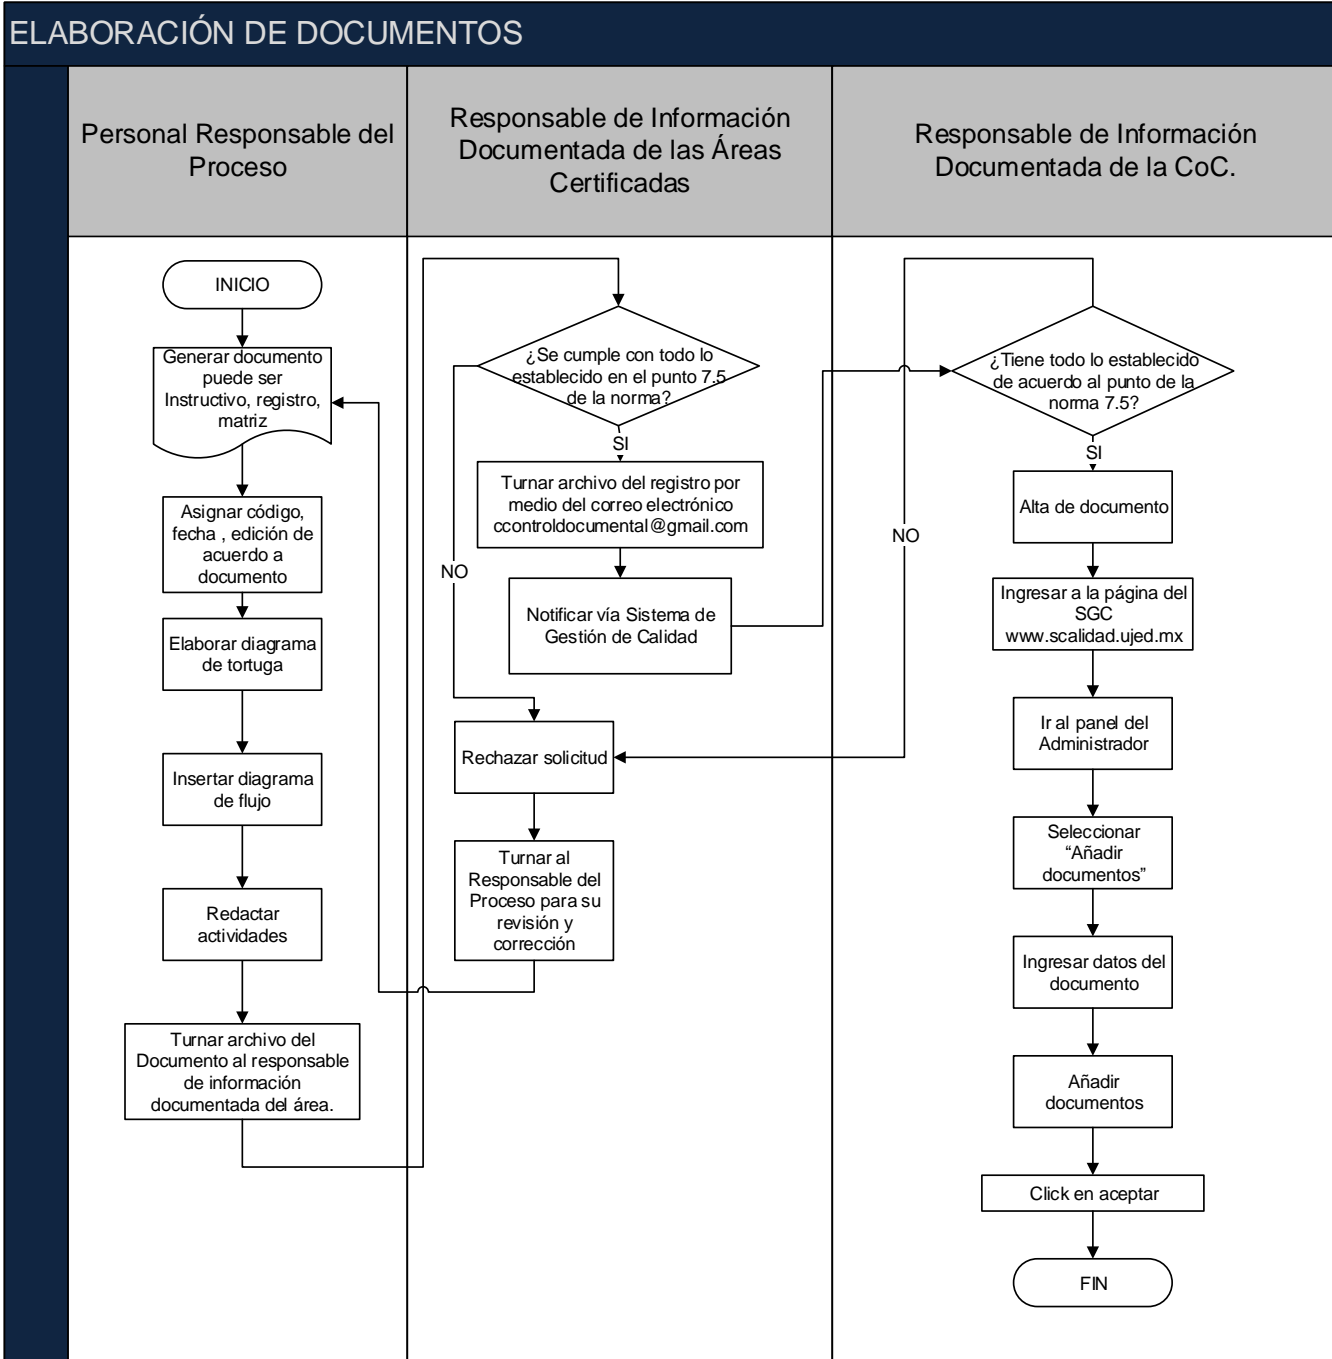 ELABORACIÓN DE DOCUMENTOS
Personal Responsable del
Proceso
Responsable de Información
Documentada de las Áreas
Certificadas
Responsable de Información
Documentada de la CoC.
INICIO
Generar documento
puede ser
Instructivo, registro,
matriz
Asignar código,
fecha , edición de
acuerdo a
documento
Elaborar diagrama
de tortuga
Insertar diagrama
de flujo
Redactar
actividades
Turnar archivo del
Documento al responsable
de información
documentada del área.
¿Se cumple con todo lo
establecido en el punto 7.5
de la norma?
SI
NO
Turnar archivo del registro por
medio del correo electrónico
ccontroldocumental@gmail.com
Notificar vía Sistema de
Gestión de Calidad
Rechazar solicitud
Turnar al
Responsable del
Proceso para su
revisión y
corrección
¿Tiene todo lo establecido
de acuerdo al punto de la
norma 7.5?
SI
NO
Alta de documento
Ingresar a la página del
SGC
www.scalidad.ujed.mx
Ir al panel del
Administrador
Seleccionar
“Añadir
documentos”
Ingresar datos del
documento
Añadir
documentos
Click en aceptar
FIN